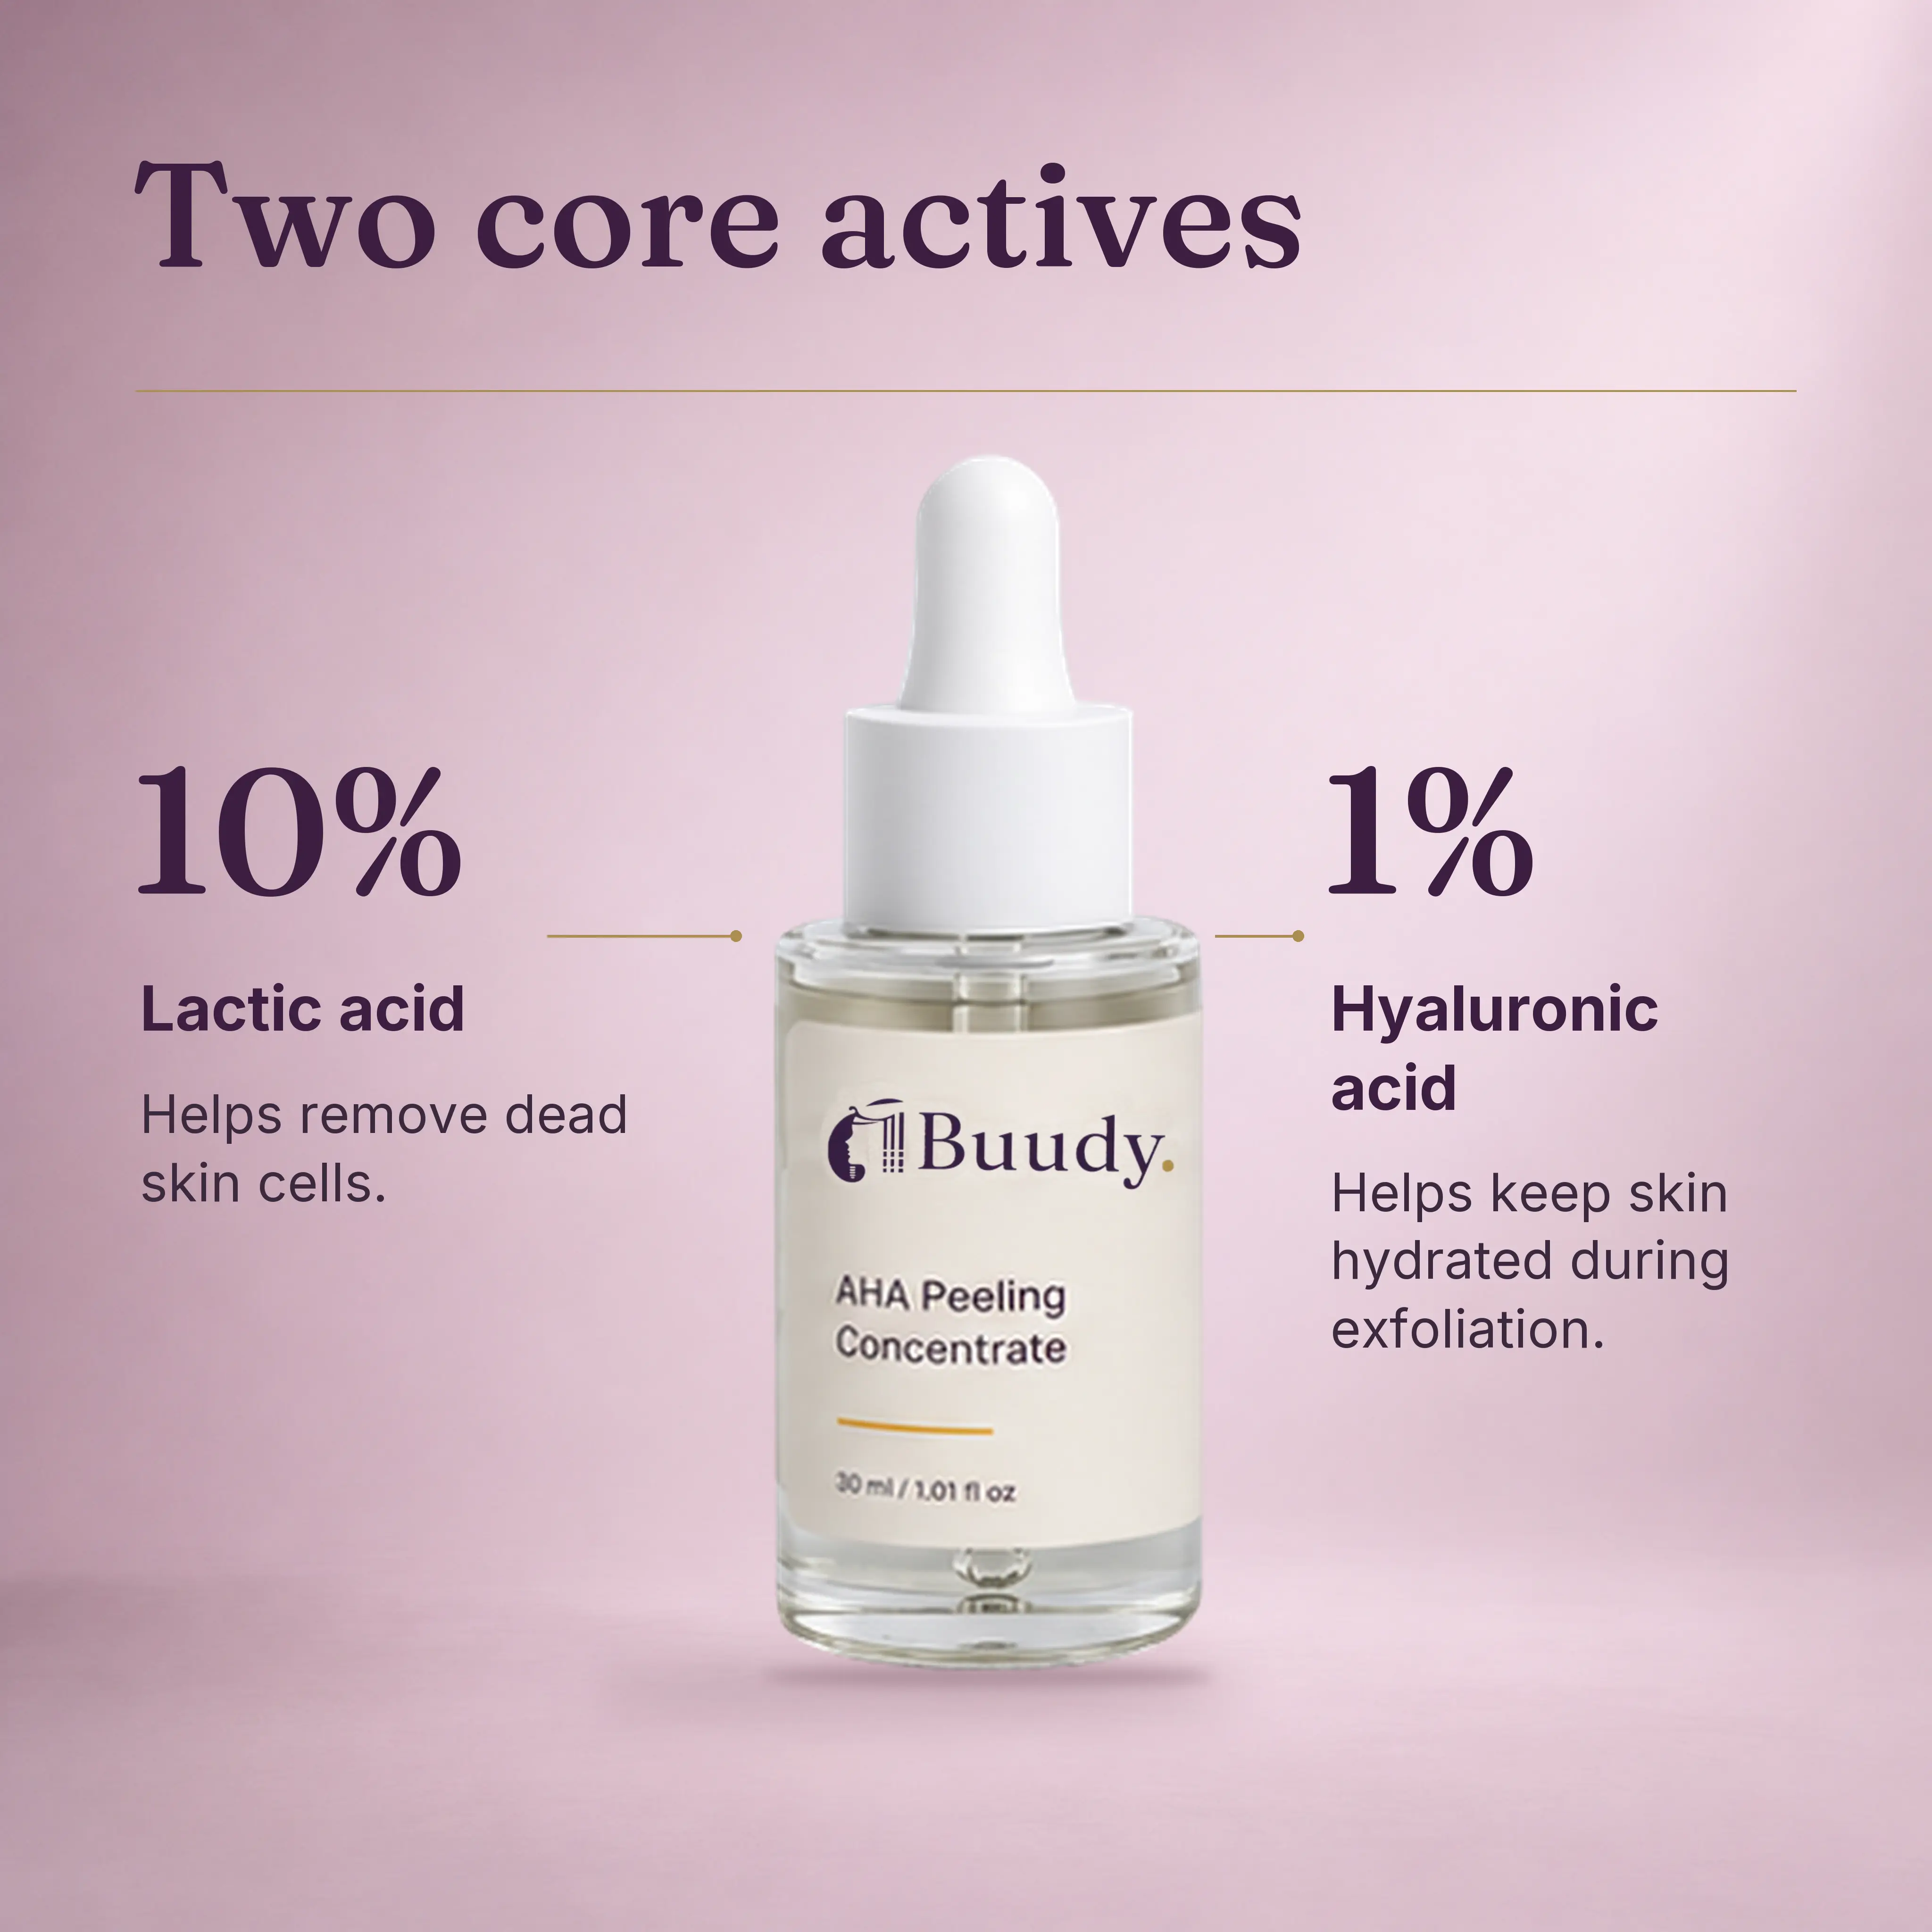 Two core actives
10%
Lactic acid
Helps remove dead
skin cells.
1%
Hyaluronic
acid
Helps keep skin
hydrated during
exfoliation.
Buudy.
AHA Peeling
Concentrate
30 ml / 1.01 fl oz